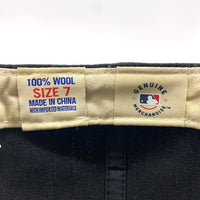 100% WOOL
SIZE 7
MADE IN CHINA
WITH IMPORTED MATERIALS
GENUINE
MERCHANDISE